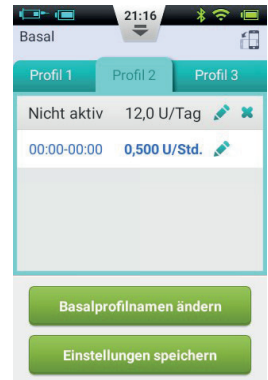 21:16
Basal
Profil 1 Profil 2 Profil 3
Nicht aktiv 12,0 U/Tag
00:00-00:00 0,500 U/Std.
Basalprofilnamen ändern
Einstellungen speichern